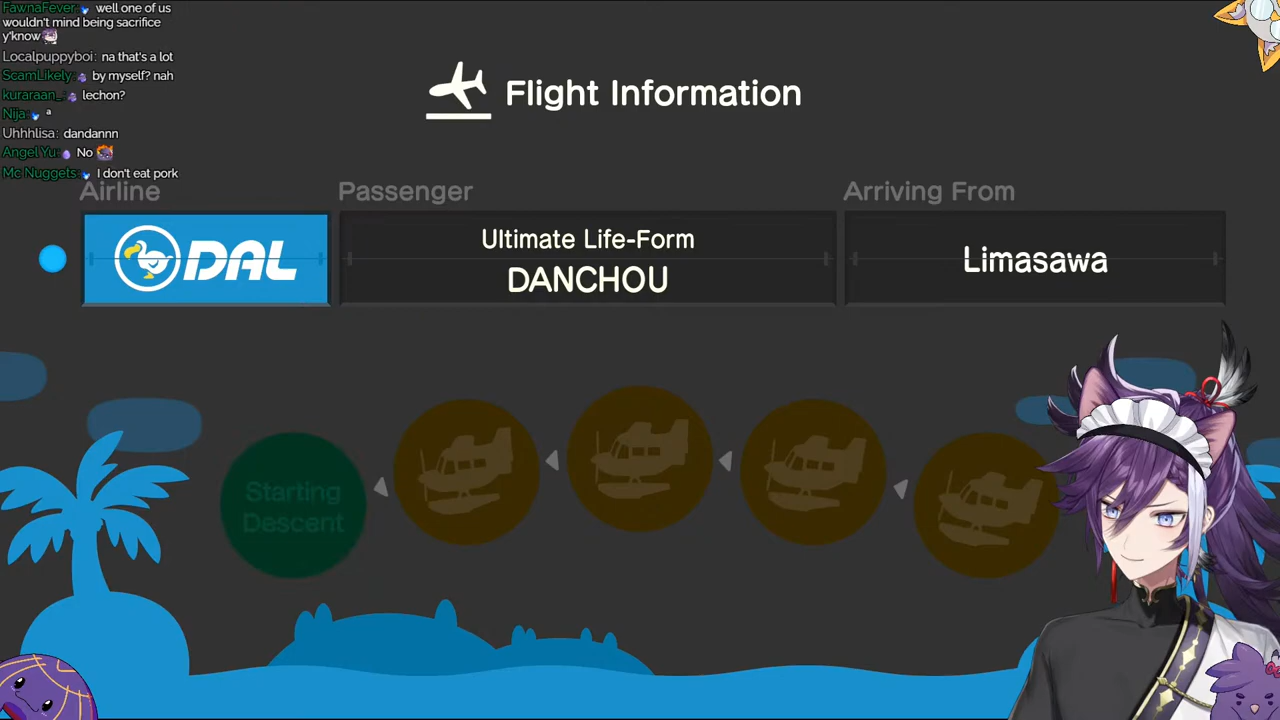 FawnaFever: well one of us
wouldn't mind being sacrifice
y'know
Localpuppyboi: na that's a lot
ScamLikely: by myself? nah
kuraraan_: lechon?
Nija: ª
Uhhhlisa: dandannn
AngelYu: No
Mc Nuggets: I don't eat pork
Flight Information
Airline
Passenger
Arriving From
DAL
Ultimate Life-Form
DANCHOU
Limasawa
Starting
Descent